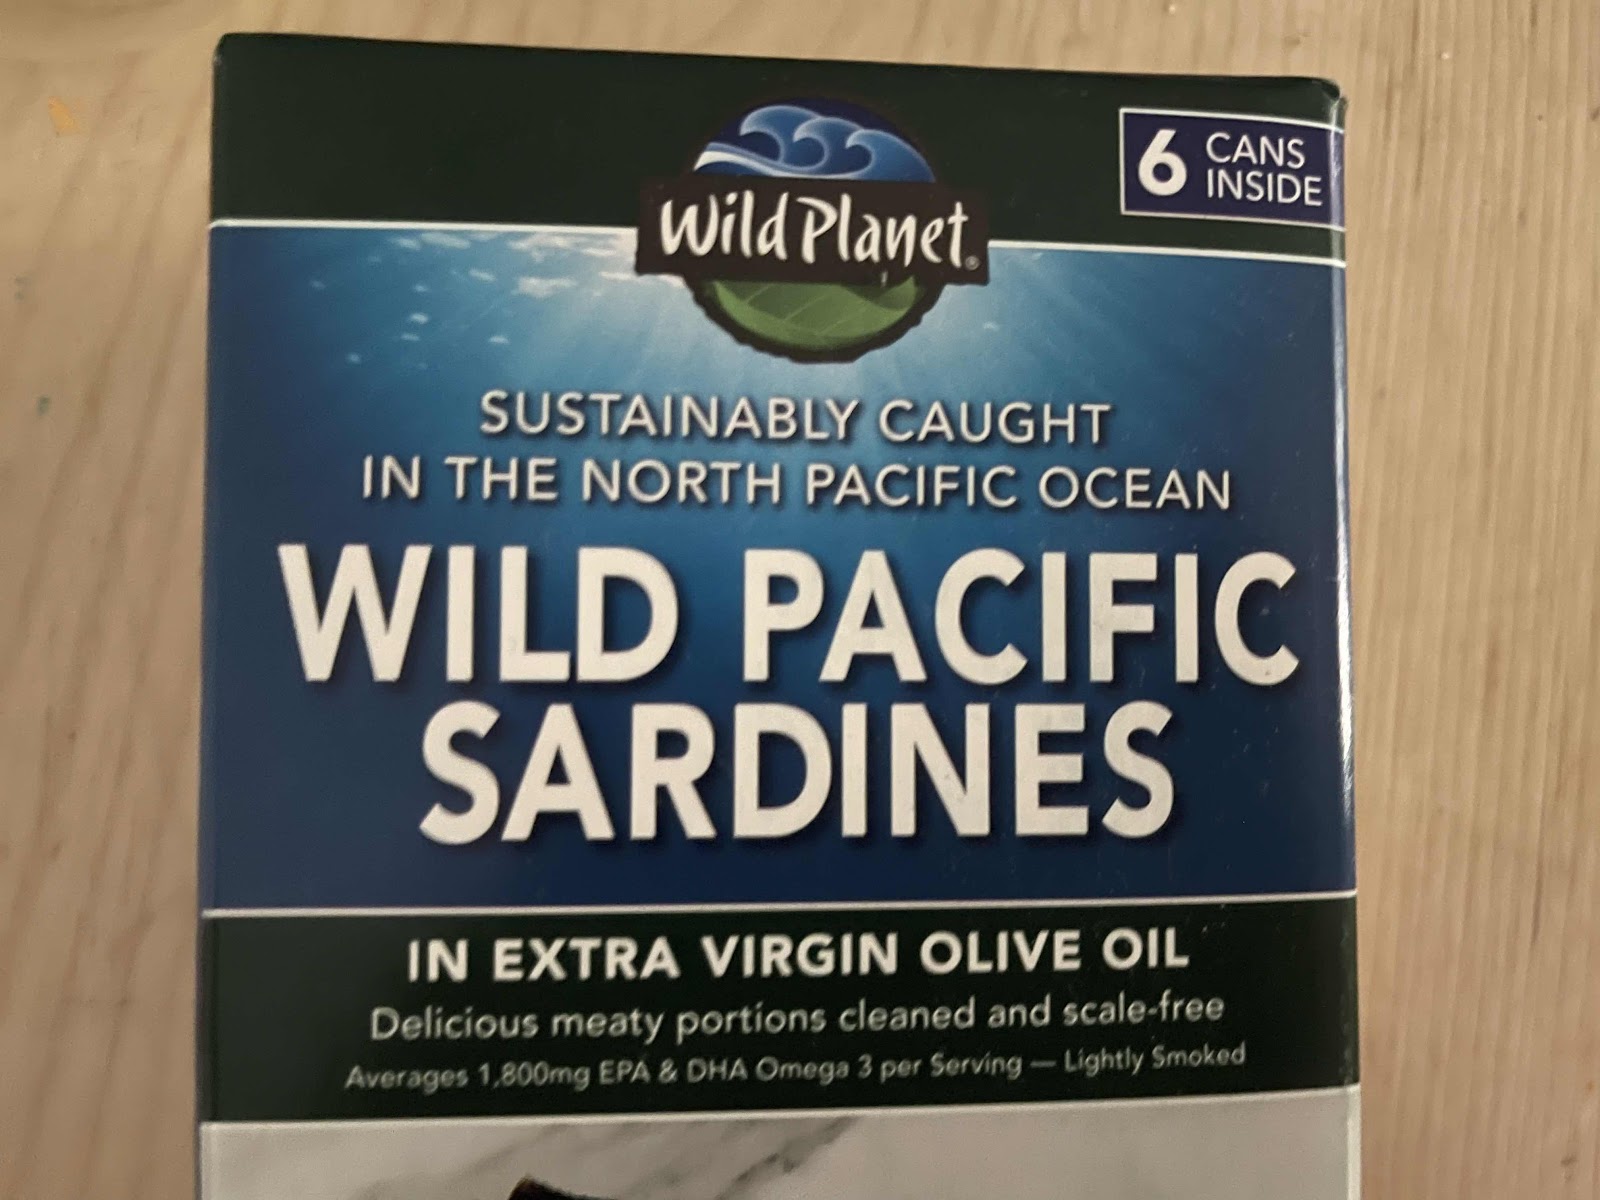 6 CANS
INSIDE
Wild Planet®
SUSTAINABLY CAUGHT
IN THE NORTH PACIFIC OCEAN
WILD PACIFIC
SARDINES
IN EXTRA VIRGIN OLIVE OIL
Delicious meaty portions cleaned and scale-free
Averages 1,800mg EPA & DHA Omega 3 per Serving — Lightly Smoked